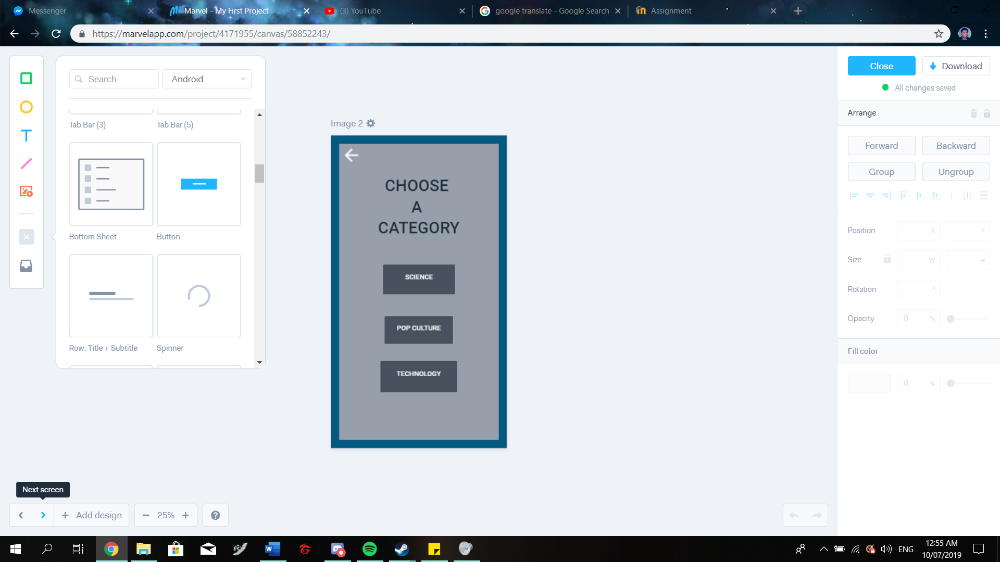 Messenger
Marvel - My First Project
(3) YouTube
google translate - Google Search
Assignment
https://marvelapp.com/project/4171955/canvas/58852243/
Search
Android
Close
Download
All changes saved
Tab Bar (3)
Tab Bar (5)
Arrange
Image 2
Forward
Backward
Group
Ungroup
CHOOSE
A
CATEGORY
Bottom Sheet
Button
Position
X
Y
Size
W
H
SCIENCE
Rotation
°
Opacity
0
%
POP CULTURE
Row: Title + Subtitle
Spinner
Fill color
TECHNOLOGY
0
%
Next screen
Add design
25%
ENG
12:55 AM
10/07/2019